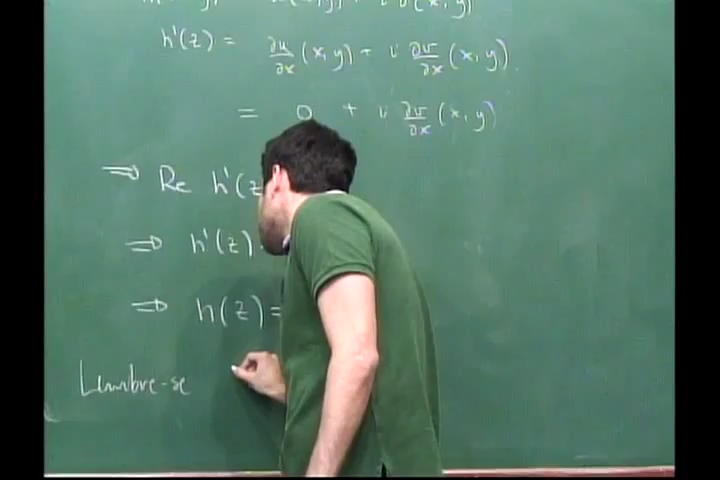 h'(z) = ∂u/∂x (x,y) + i ∂v/∂x (x,y).
= 0 + i ∂v/∂x (x,y)
⇒ Re h'(z
⇒ h'(z)
⇒ h(z) =
Lembre-se